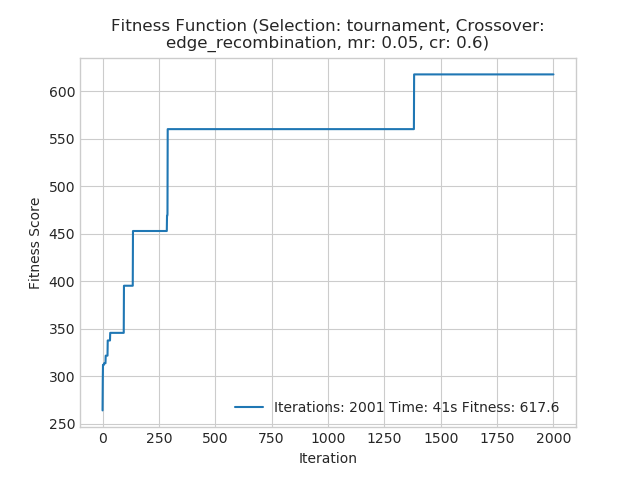 Fitness Function (Selection: tournament, Crossover:
edge_recombination, mr: 0.05, cr: 0.6)
Fitness Score
600
550
500
450
400
350
300
250
Iterations: 2001 Time: 41s Fitness: 617.6
0 250 500 750 1000 1250 1500 1750 2000
Iteration